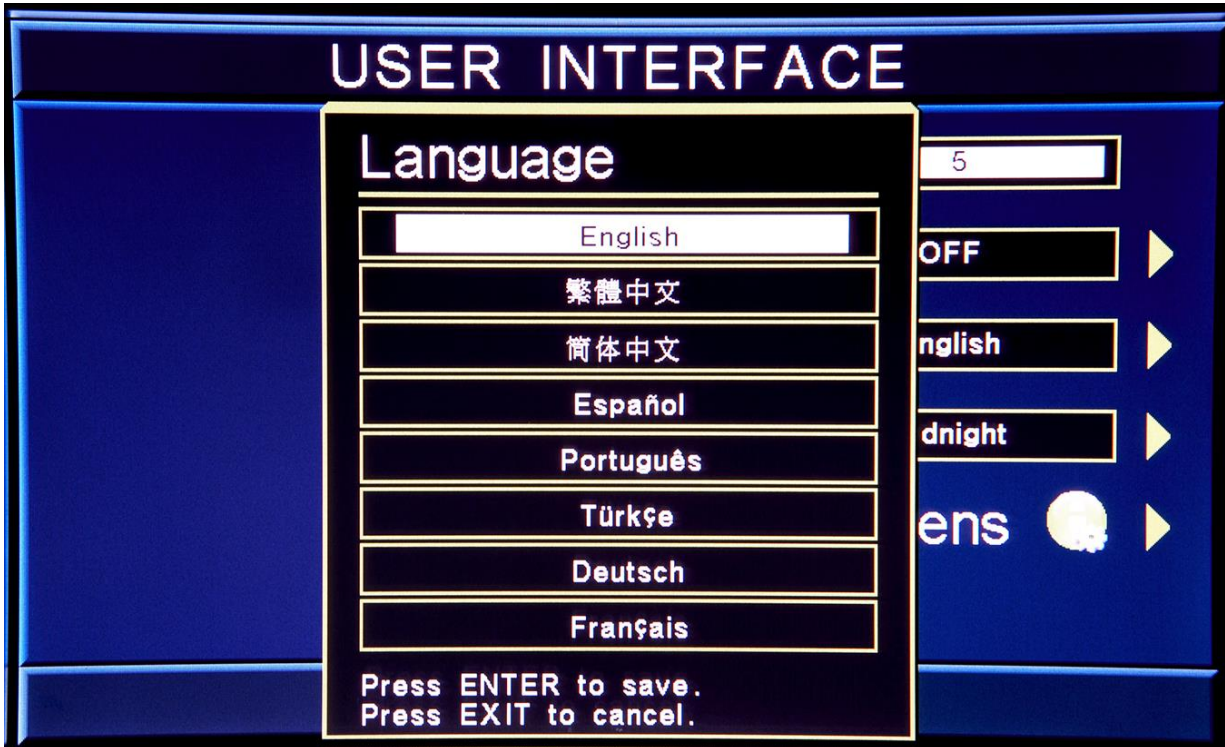 USER INTERFACE
Language
English
繁體中文
简体中文
Español
Português
Türkçe
Deutsch
Français
Press ENTER to save.
Press EXIT to cancel.
5
OFF
nglish
dnight
ens